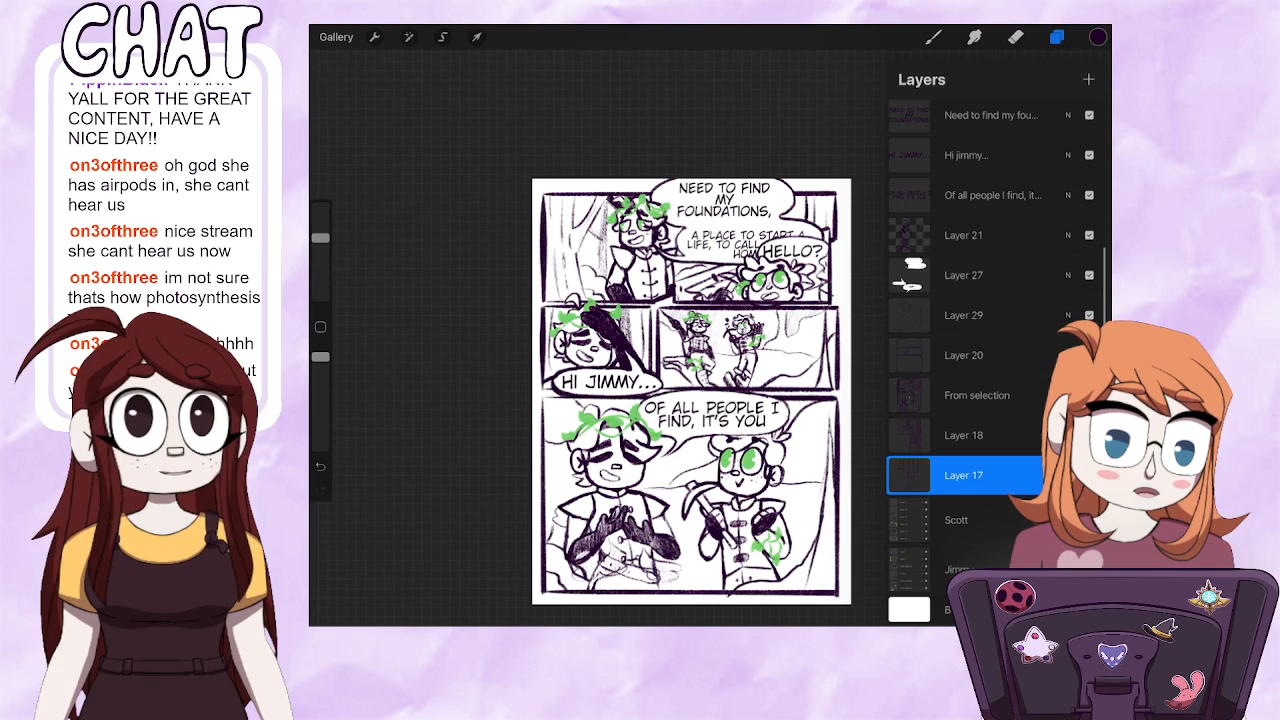 CHAT
YALL FOR THE GREAT
CONTENT, HAVE A
NICE DAY!!
on3ofthree oh god she
has airpods in, she cant
hear us
on3ofthree nice stream
she cant hear us now
on3ofthree im not sure
thats how photosynthesis
Gallery
NEED TO FIND
MY
FOUNDATIONS,
A PLACE TO START A
LIFE, TO CALL
HELLO?
HI JIMMY...
OF ALL PEOPLE I
FIND, IT'S YOU
Layers
Need to find my fou... N
Hi jimmy... N
Of all people I find, it... N
Layer 21 N
Layer 27 N
Layer 29 N
Layer 20
From selection
Layer 18
Layer 17
Scott